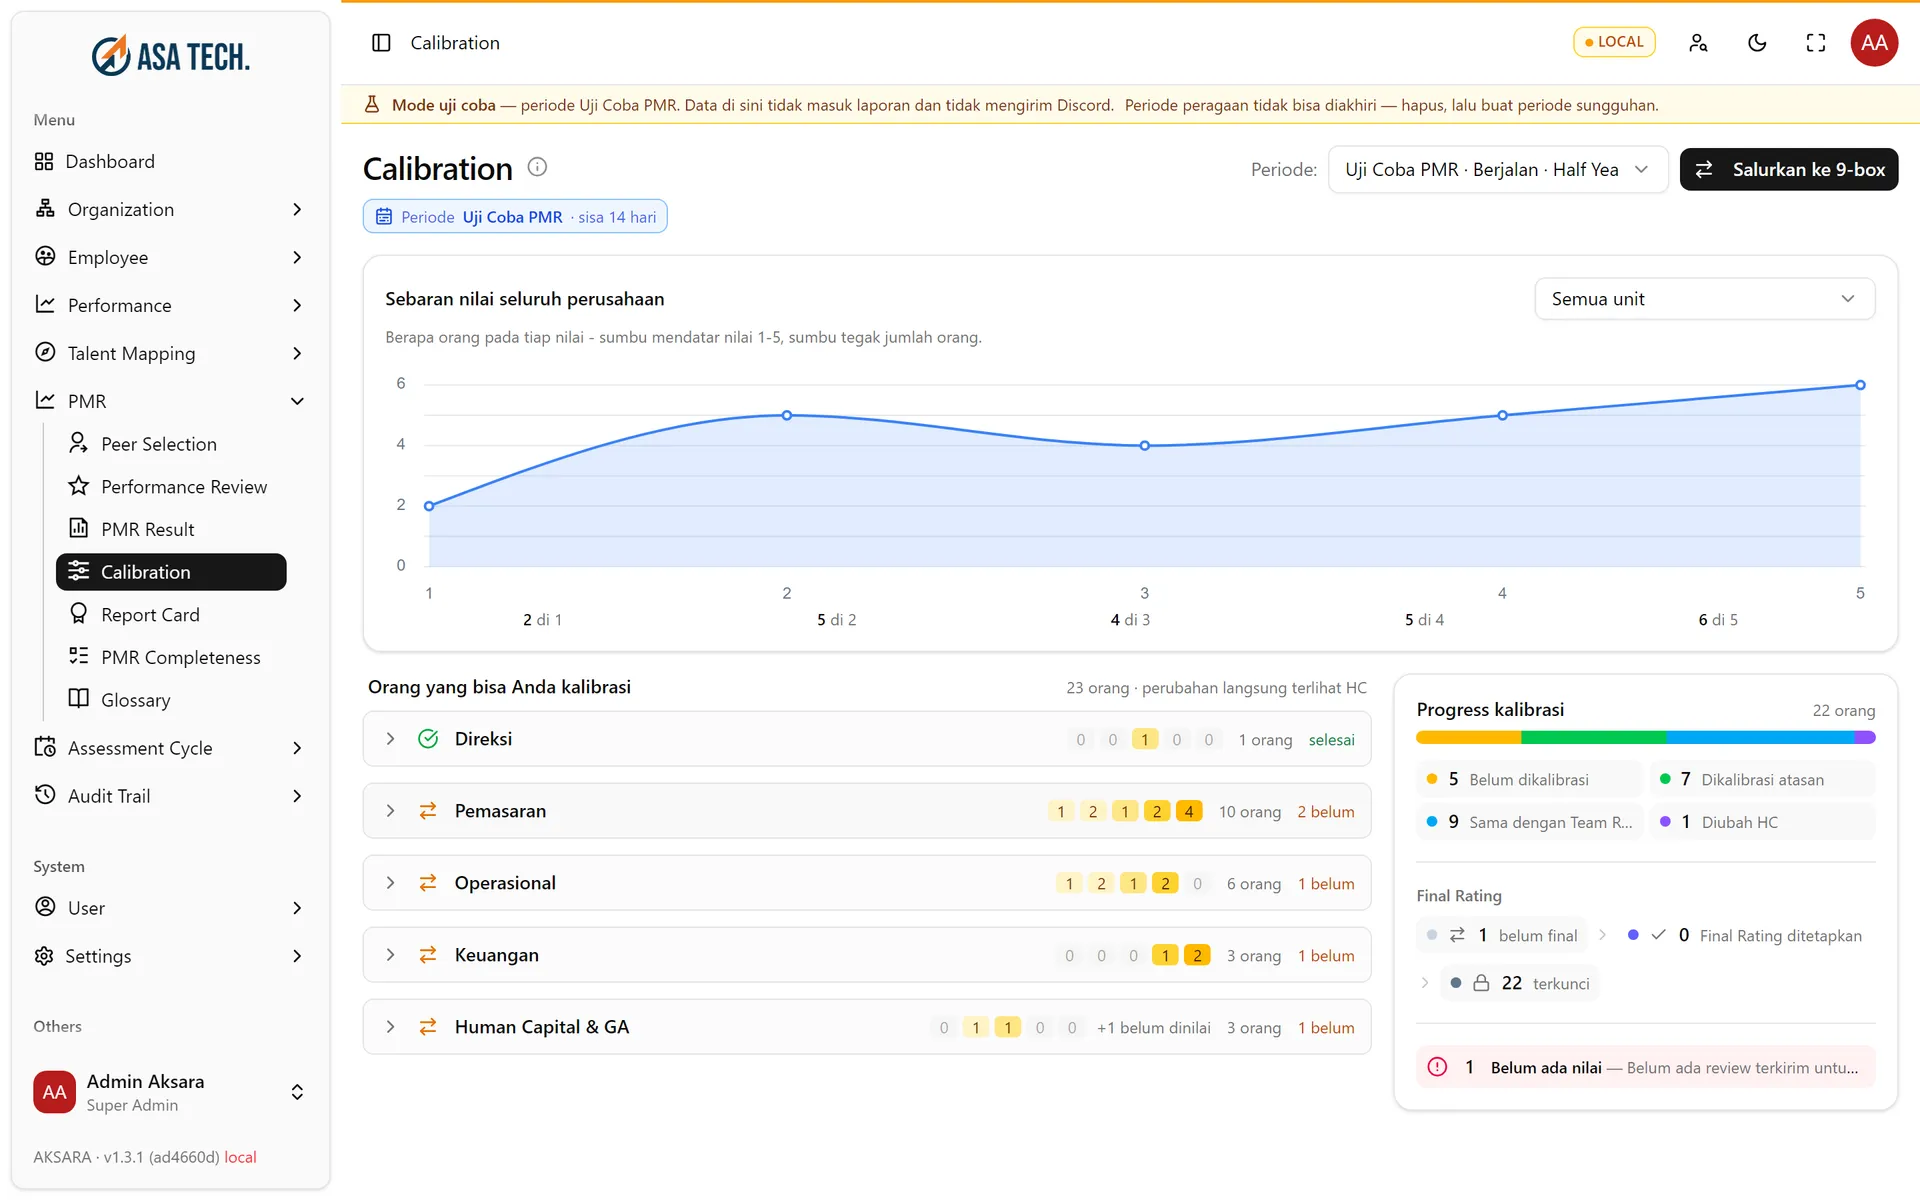 ASA TECH.
Menu
Dashboard
Organization
Employee
Performance
Talent Mapping
PMR
Peer Selection
Performance Review
PMR Result
Calibration
Report Card
PMR Completeness
Glossary
Assessment Cycle
Audit Trail
System
User
Settings
Others
AA
Admin Aksara
Super Admin
AKSARA · v1.3.1 (ad4660d) local
Calibration
LOCAL
AA
Mode uji coba — periode Uji Coba PMR. Data di sini tidak masuk laporan dan tidak mengirim Discord. Periode peragaan tidak bisa diakhiri — hapus, lalu buat periode sungguhan.
Calibration
Periode: Uji Coba PMR · Berjalan · Half Yea
Salurkan ke 9-box
Periode Uji Coba PMR · sisa 14 hari
Sebaran nilai seluruh perusahaan
Semua unit
Berapa orang pada tiap nilai - sumbu mendatar nilai 1-5, sumbu tegak jumlah orang.
6
4
2
0
1 2 3 4 5
2 di 1 5 di 2 4 di 3 5 di 4 6 di 5
Orang yang bisa Anda kalibrasi
23 orang · perubahan langsung terlihat HC
Direksi 0 0 1 0 0 1 orang selesai
Pemasaran 1 2 1 2 4 10 orang 2 belum
Operasional 1 2 1 2 0 6 orang 1 belum
Keuangan 0 0 0 1 2 3 orang 1 belum
Human Capital & GA 0 1 1 0 0 +1 belum dinilai 3 orang 1 belum
Progress kalibrasi 22 orang
5 Belum dikalibrasi 7 Dikalibrasi atasan
9 Sama dengan Team R... 1 Diubah HC
Final Rating
1 belum final 0 Final Rating ditetapkan
22 terkunci
1 Belum ada nilai — Belum ada review terkirim untu...